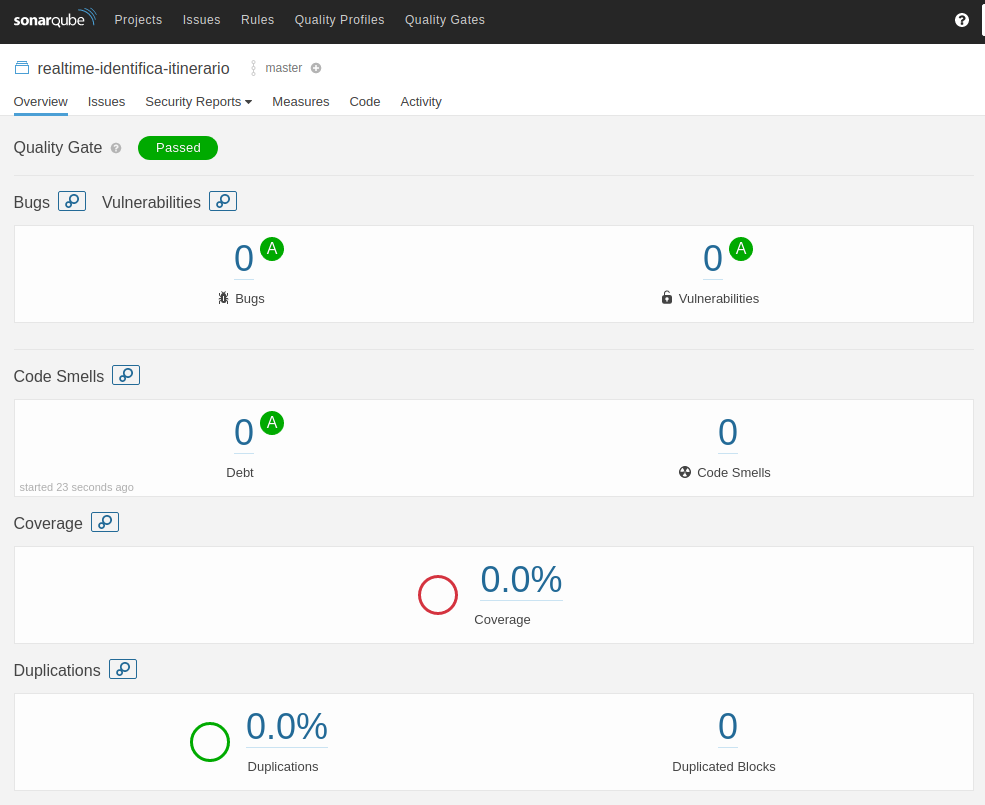 sonarqube Projects Issues Rules Quality Profiles Quality Gates ?
realtime-identifica-itinerario master
Overview Issues Security Reports Measures Code Activity
Quality Gate ? Passed
Bugs Vulnerabilities
0 A 0 A
Bugs Vulnerabilities
Code Smells
0 A 0
Debt Code Smells
started 23 seconds ago
Coverage
0.0%
Coverage
Duplications
0.0% 0
Duplications Duplicated Blocks